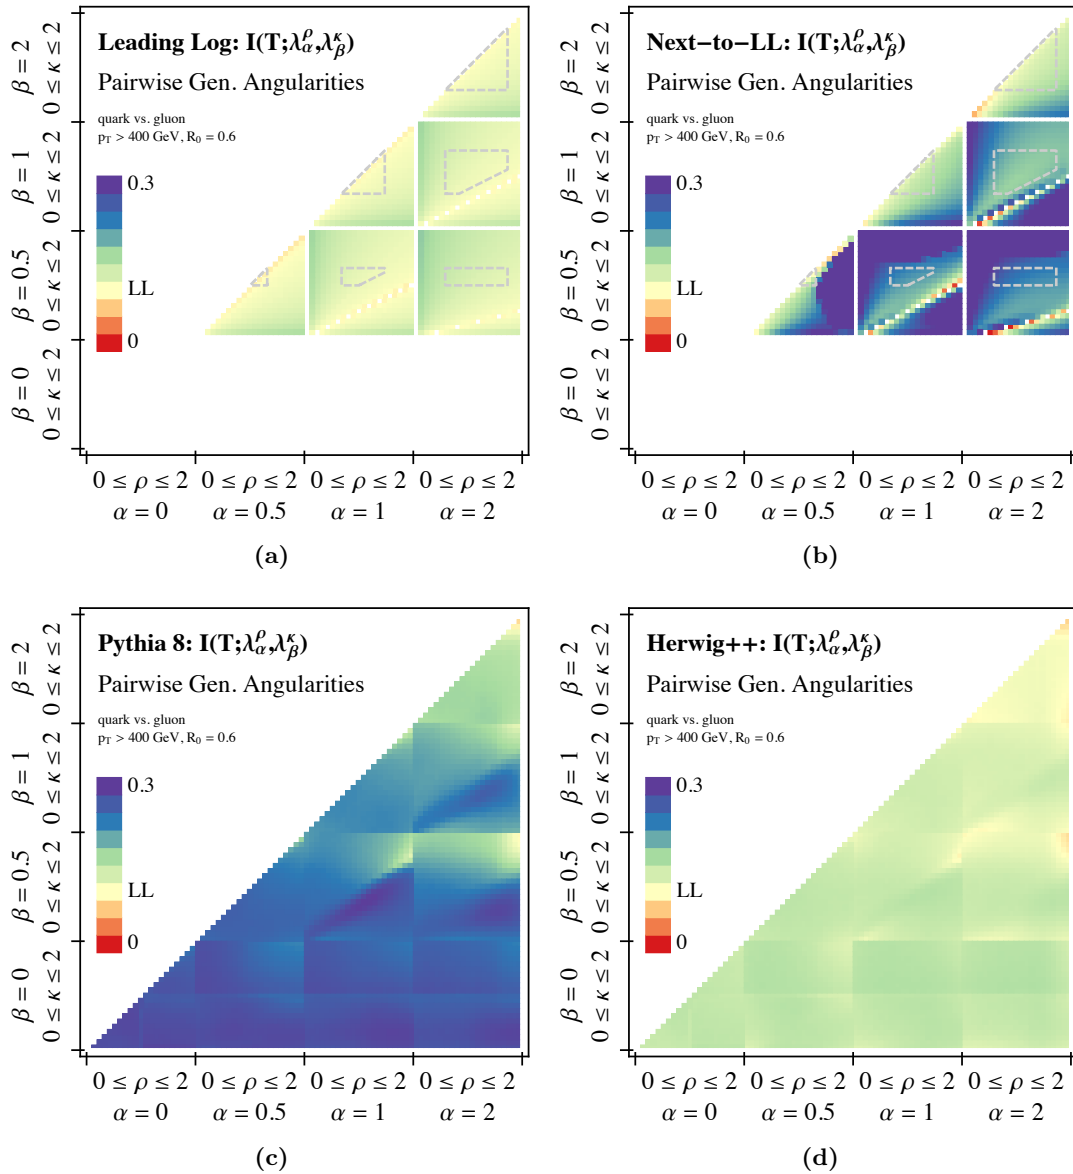 Leading Log: I(T;λ_α^ρ,λ_β^κ)
Pairwise Gen. Angularities
quark vs. gluon
p_T > 400 GeV, R_0 = 0.6
0.3
LL
0
β = 2
0 ≤ κ ≤ 2
β = 1
0 ≤ κ ≤ 2
β = 0.5
0 ≤ κ ≤ 2
β = 0
0 ≤ κ ≤ 2
0 ≤ ρ ≤ 2 0 ≤ ρ ≤ 2 0 ≤ ρ ≤ 2 0 ≤ ρ ≤ 2
α = 0 α = 0.5 α = 1 α = 2
(a)
Next−to−LL: I(T;λ_α^ρ,λ_β^κ)
Pairwise Gen. Angularities
quark vs. gluon
p_T > 400 GeV, R_0 = 0.6
0.3
LL
0
β = 2
0 ≤ κ ≤ 2
β = 1
0 ≤ κ ≤ 2
β = 0.5
0 ≤ κ ≤ 2
β = 0
0 ≤ κ ≤ 2
0 ≤ ρ ≤ 2 0 ≤ ρ ≤ 2 0 ≤ ρ ≤ 2 0 ≤ ρ ≤ 2
α = 0 α = 0.5 α = 1 α = 2
(b)
Pythia 8: I(T;λ_α^ρ,λ_β^κ)
Pairwise Gen. Angularities
quark vs. gluon
p_T > 400 GeV, R_0 = 0.6
0.3
LL
0
β = 2
0 ≤ κ ≤ 2
β = 1
0 ≤ κ ≤ 2
β = 0.5
0 ≤ κ ≤ 2
β = 0
0 ≤ κ ≤ 2
0 ≤ ρ ≤ 2 0 ≤ ρ ≤ 2 0 ≤ ρ ≤ 2 0 ≤ ρ ≤ 2
α = 0 α = 0.5 α = 1 α = 2
(c)
Herwig++: I(T;λ_α^ρ,λ_β^κ)
Pairwise Gen. Angularities
quark vs. gluon
p_T > 400 GeV, R_0 = 0.6
0.3
LL
0
β = 2
0 ≤ κ ≤ 2
β = 1
0 ≤ κ ≤ 2
β = 0.5
0 ≤ κ ≤ 2
β = 0
0 ≤ κ ≤ 2
0 ≤ ρ ≤ 2 0 ≤ ρ ≤ 2 0 ≤ ρ ≤ 2 0 ≤ ρ ≤ 2
α = 0 α = 0.5 α = 1 α = 2
(d)